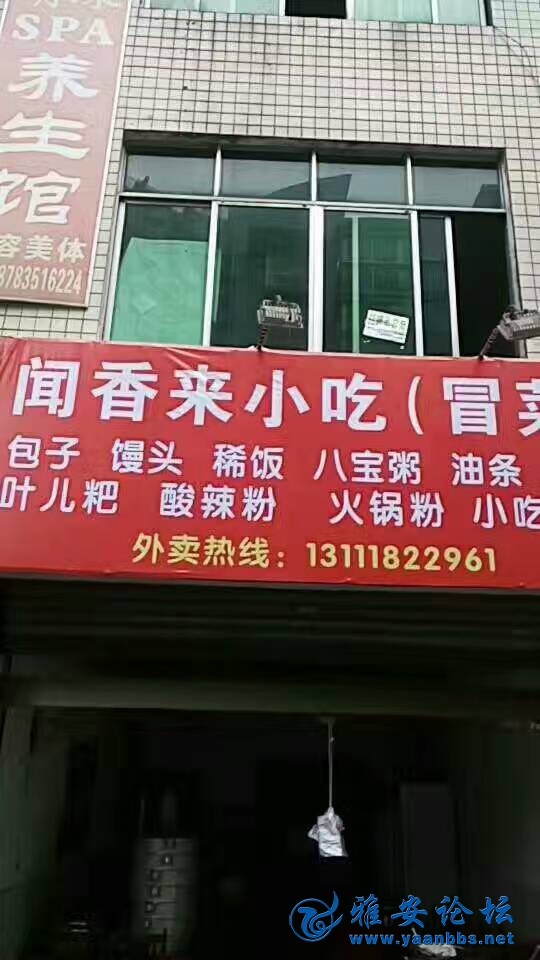 SPA
养生馆
容美体
8783516224
闻香来小吃(冒菜
包子 馒头 稀饭 八宝粥 油条
叶儿粑 酸辣粉 火锅粉 小吃
外卖热线：13111822961
雅安论坛
www.yaanbbs.net